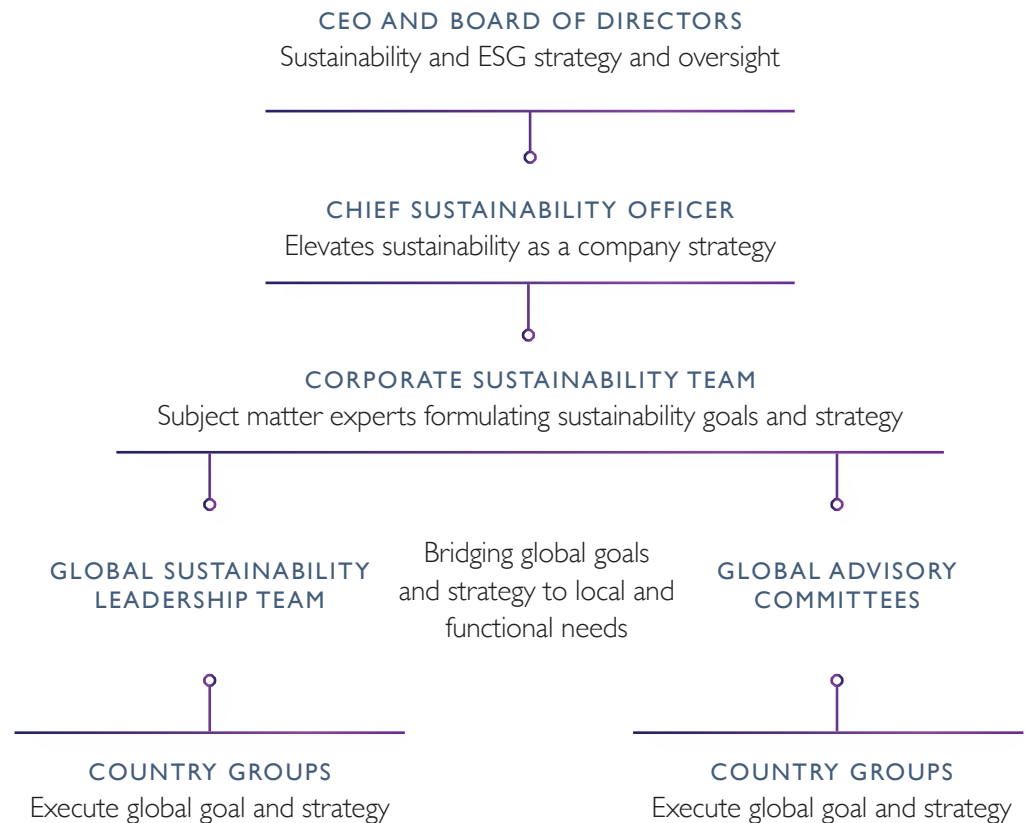 CEO AND BOARD OF DIRECTORS
Sustainability and ESG strategy and oversight
CHIEF SUSTAINABILITY OFFICER
Elevates sustainability as a company strategy
CORPORATE SUSTAINABILITY TEAM
Subject matter experts formulating sustainability goals and strategy
GLOBAL SUSTAINABILITY
LEADERSHIP TEAM
Bridging global goals
and strategy to local and
functional needs
GLOBAL ADVISORY
COMMITTEES
COUNTRY GROUPS
Execute global goal and strategy
COUNTRY GROUPS
Execute global goal and strategy